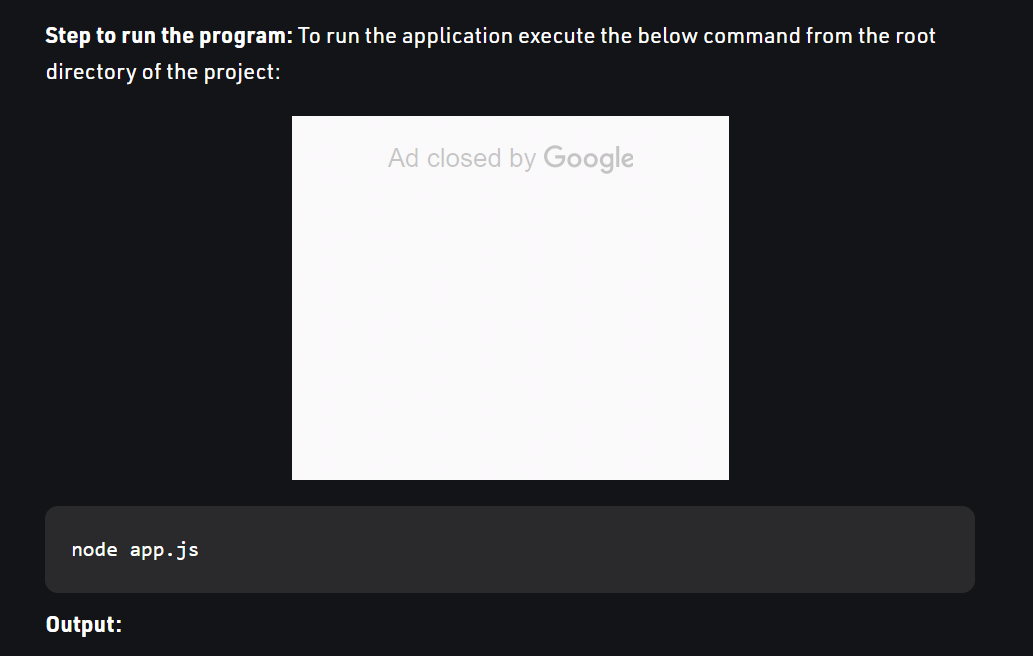 Step to run the program: To run the application execute the below command from the root
directory of the project:
Ad closed by Google
node app.js
Output: